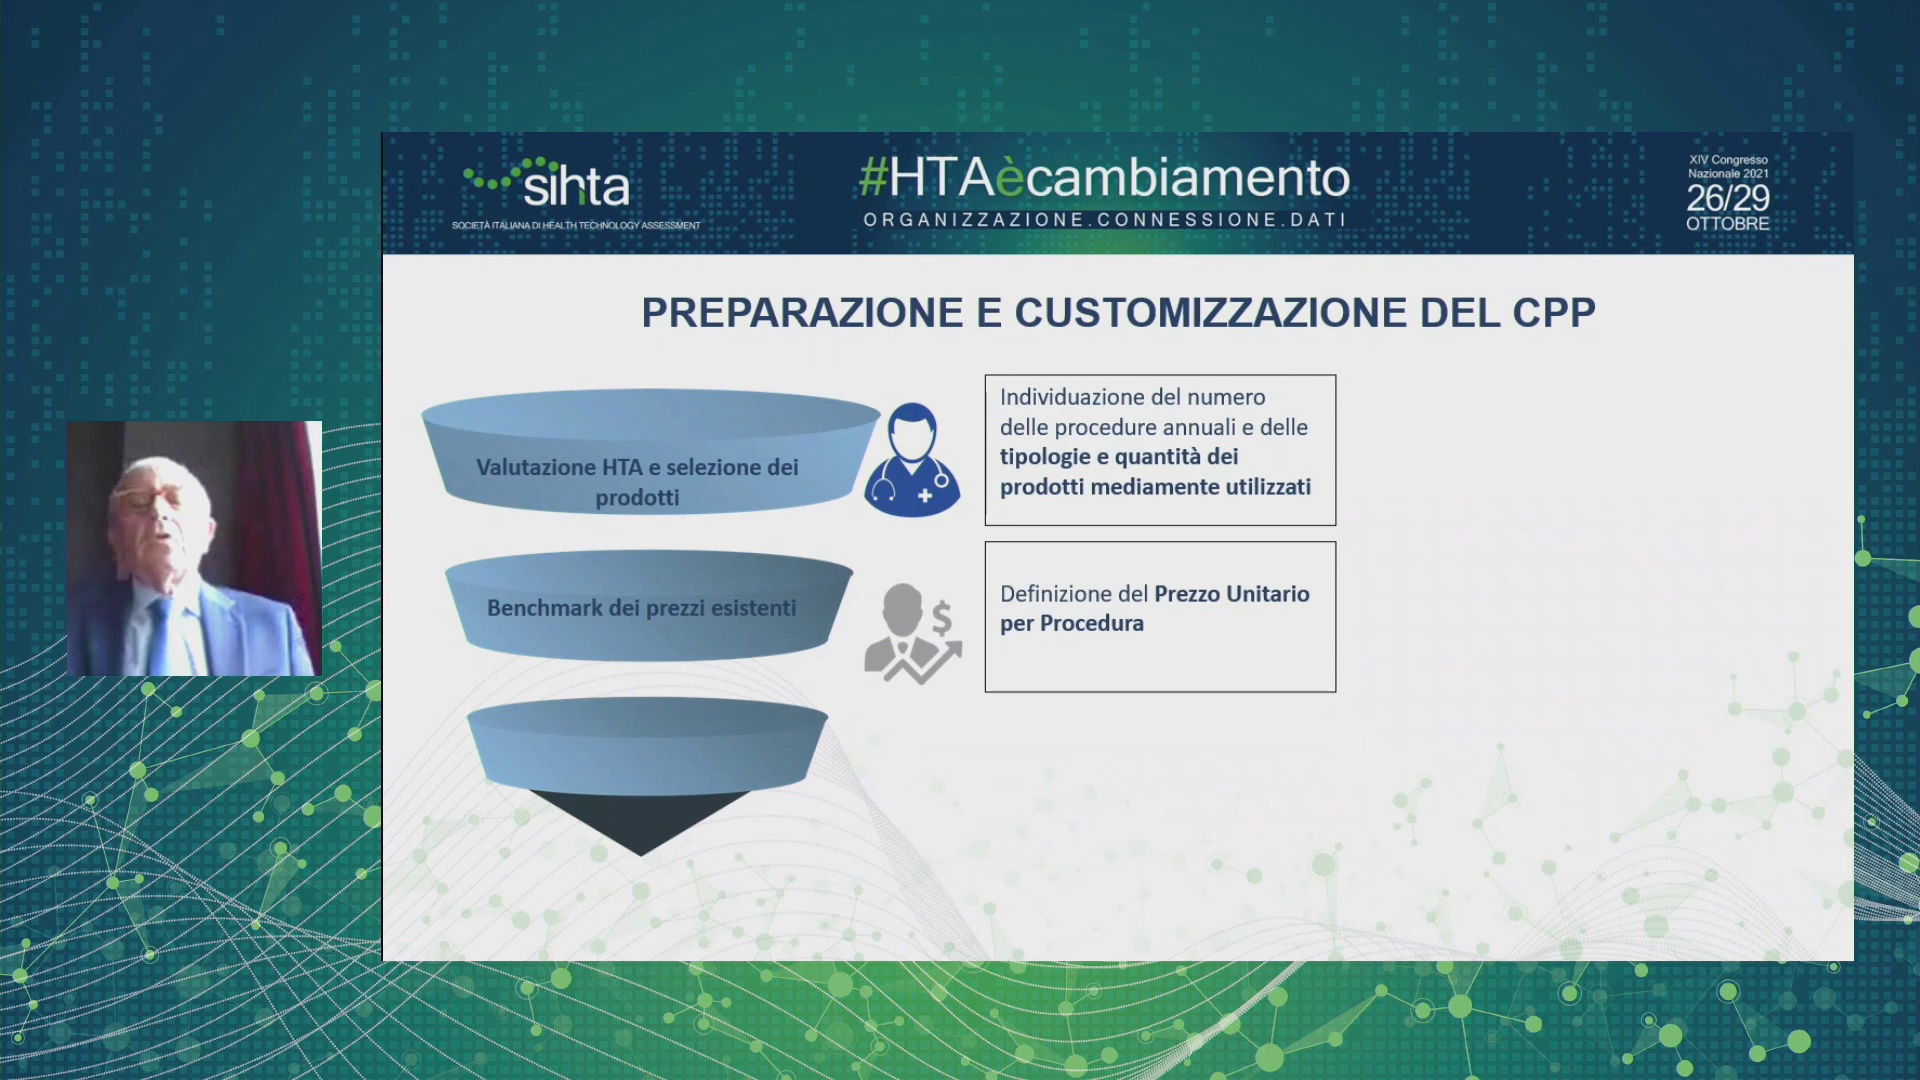 sihta
SOCIETÀ ITALIANA DI HEALTH TECHNOLOGY ASSESSMENT
#HTAècambiamento
ORGANIZZAZIONE.CONNESSIONE.DATI
XIV Congresso
Nazionale 2021
26/29
OTTOBRE
PREPARAZIONE E CUSTOMIZZAZIONE DEL CPP
Valutazione HTA e selezione dei
prodotti
Individuazione del numero
delle procedure annuali e delle
tipologie e quantità dei
prodotti mediamente utilizzati
Benchmark dei prezzi esistenti
$
Definizione del Prezzo Unitario
per Procedura